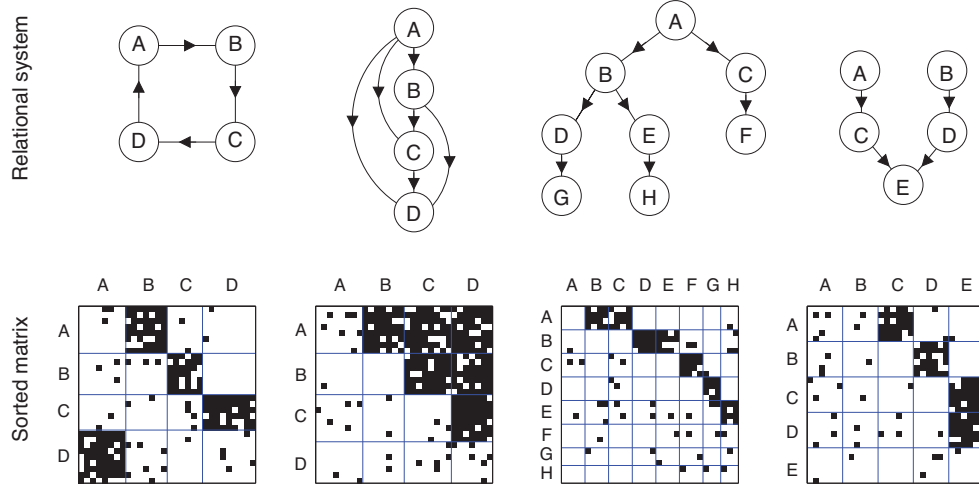 Relational system
A B
D C
A
B
C
D
A
B C
D E F
G H
A B
C D
E
Sorted matrix
A B C D
A
B
C
D
A B C D
A
B
C
D
A B C D E F G H
A
B
C
D
E
F
G
H
A B C D E
A
B
C
D
E